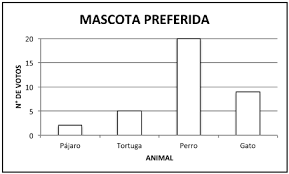 MASCOTA PREFERIDA
20
15
10
5
0
N° DE VOTOS
Pájaro Tortuga Perro Gato
ANIMAL